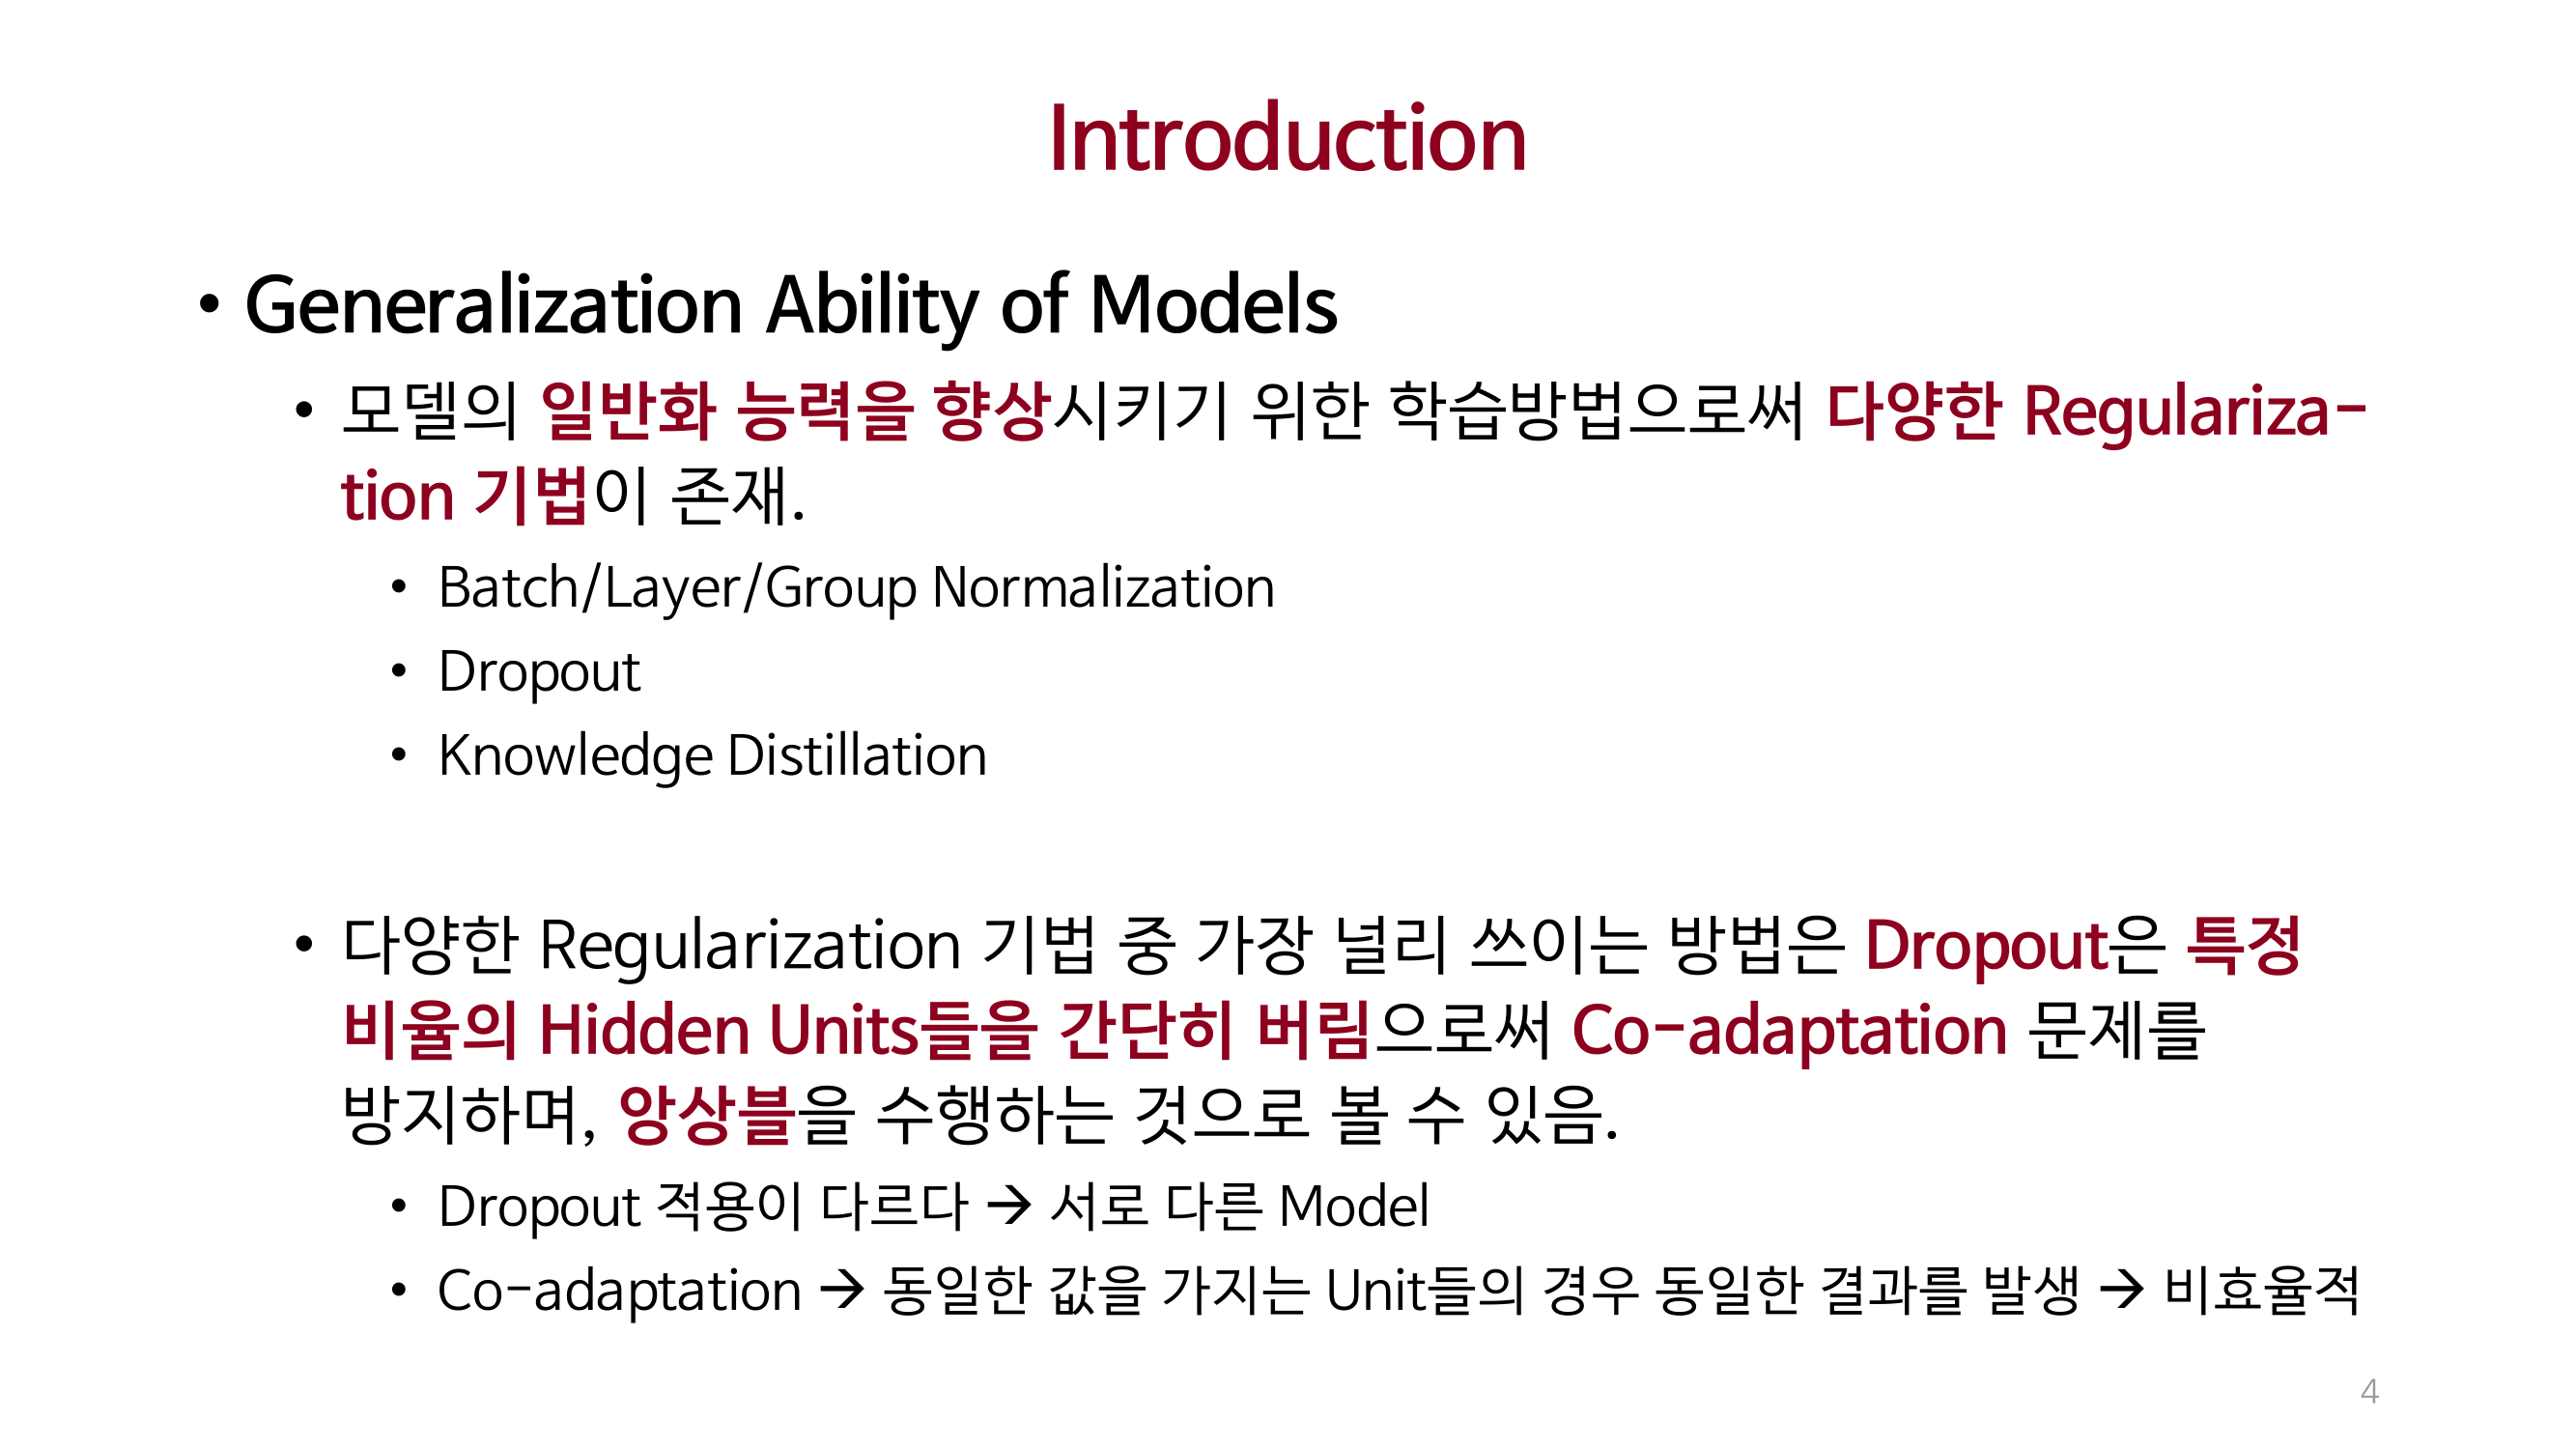 Introduction
• Generalization Ability of Models
• 모델의 일반화 능력을 향상시키기 위한 학습방법으로써 다양한 Regulariza-
tion 기법이 존재.
• Batch/Layer/Group Normalization
• Dropout
• Knowledge Distillation
• 다양한 Regularization 기법 중 가장 널리 쓰이는 방법은 Dropout은 특정
비율의 Hidden Units들을 간단히 버림으로써 Co-adaptation 문제를
방지하며, 앙상블을 수행하는 것으로 볼 수 있음.
• Dropout 적용이 다르다 → 서로 다른 Model
• Co-adaptation → 동일한 값을 가지는 Unit들의 경우 동일한 결과를 발생 → 비효율적
4